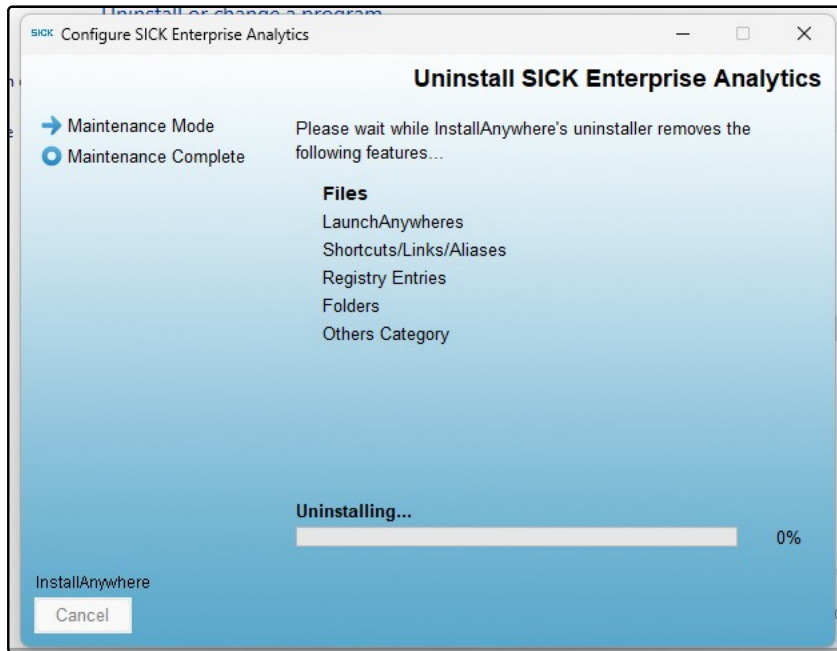 Uninstall or change a program
SICK Configure SICK Enterprise Analytics
Uninstall SICK Enterprise Analytics
Maintenance Mode
Maintenance Complete
Please wait while InstallAnywhere's uninstaller removes the
following features...
Files
LaunchAnywheres
Shortcuts/Links/Aliases
Registry Entries
Folders
Others Category
Uninstalling...
0%
InstallAnywhere
Cancel